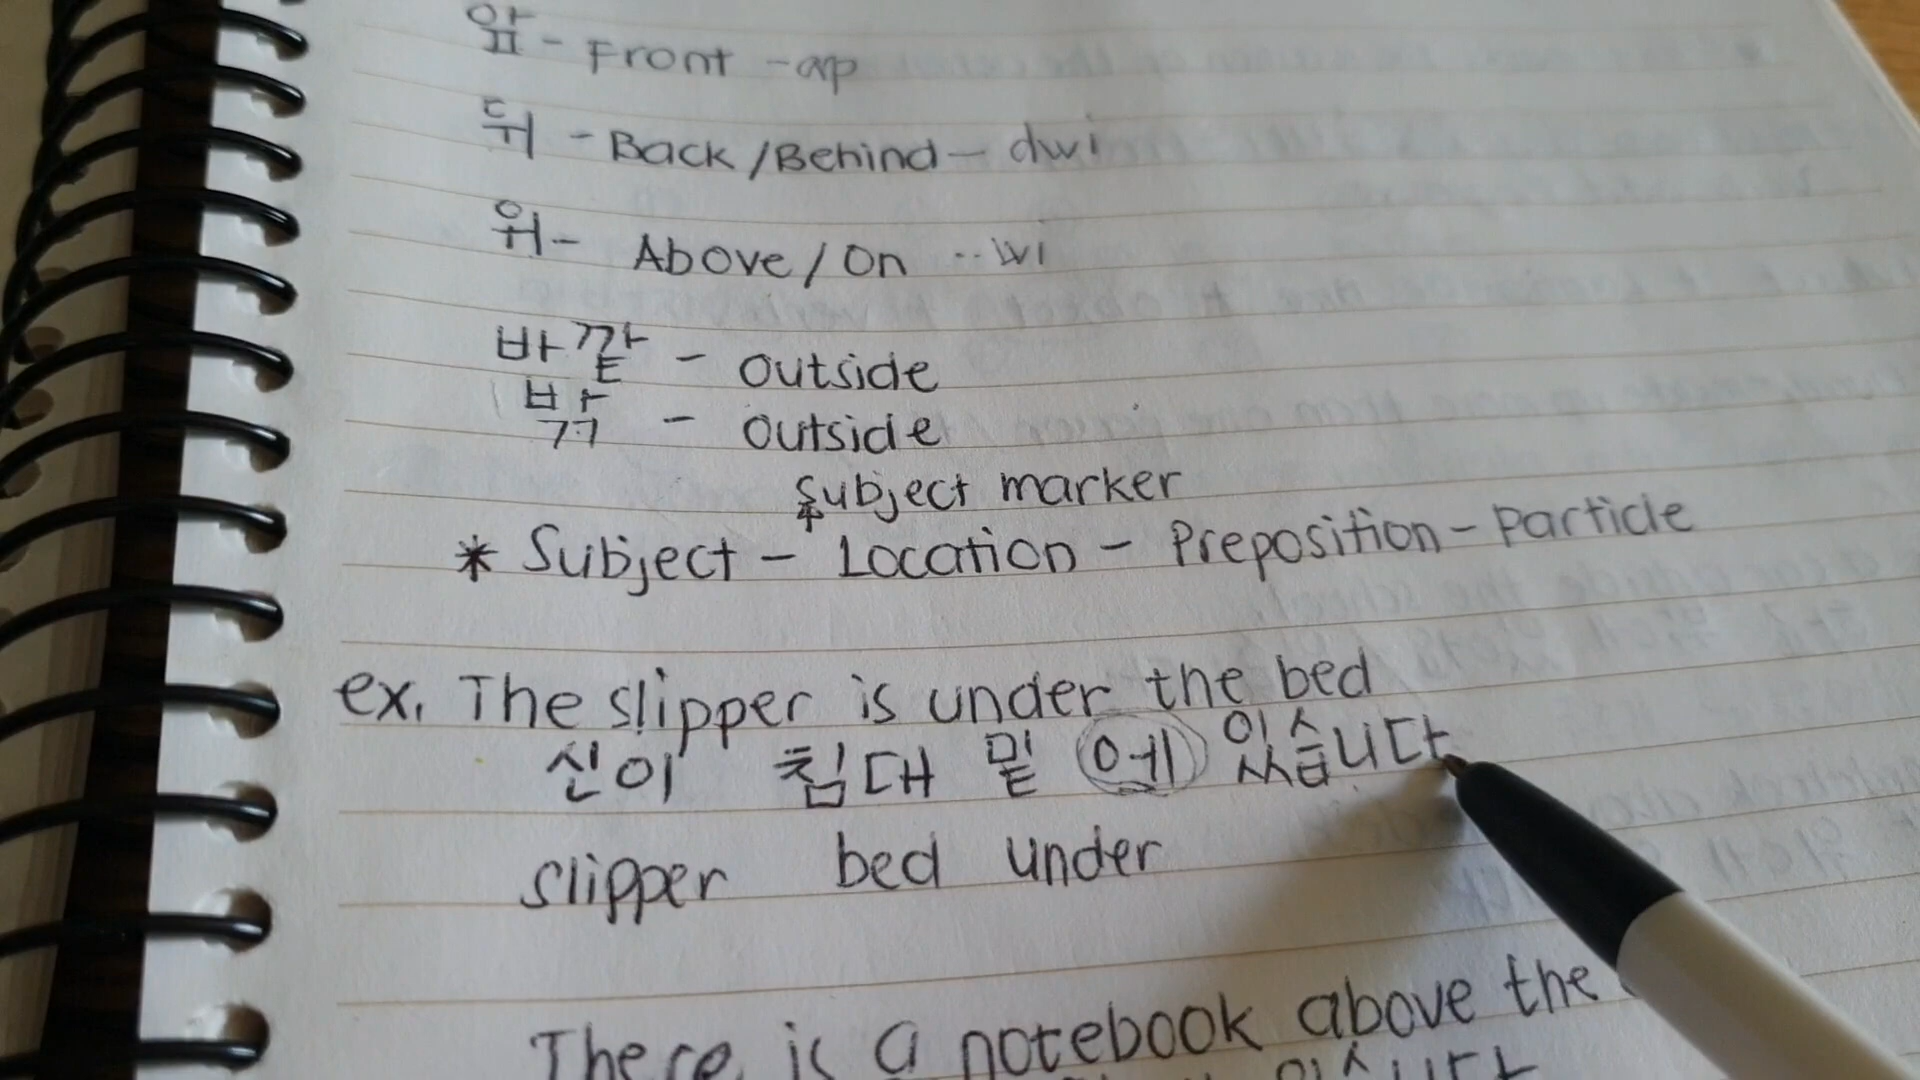 앞 - Front - ap
뒤 - Back / Behind - dwi
위 - Above / On - wi
바깥 - outside
밖 - outside
subject marker
* Subject - Location - Preposition - Particle
ex. The slipper is under the bed
신이 침대 밑 에 있습니다
slipper bed under
There is a notebook above the